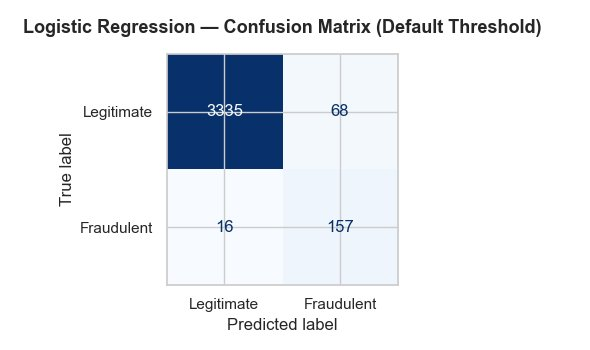 Logistic Regression — Confusion Matrix (Default Threshold)
Legitimate
3335
68
True label
Fraudulent
16
157
Legitimate
Fraudulent
Predicted label